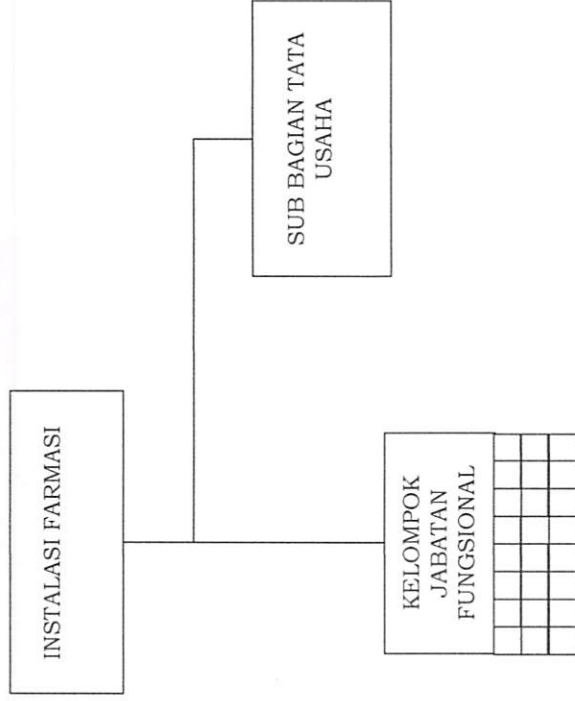 INSTALASI FARMASI
SUB BAGIAN TATA
USAHA
KELOMPOK
JABATAN
FUNGSIONAL